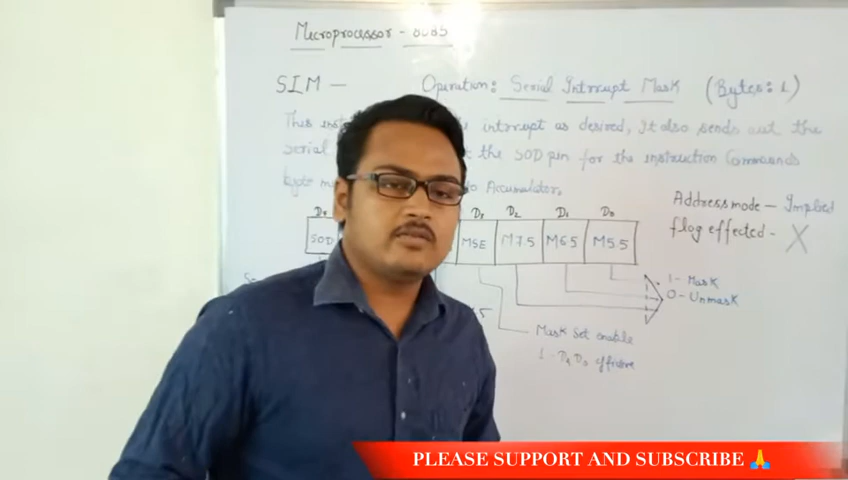 Microprocessor - 8085
SIM — Operation: Serial Interrupt Mask (Bytes: 1)
This interrupt as desired, It also sends out the
serial the SOD pin for the instruction Commands
byte to Accumulator.
Address mode — Implied
flag effected - X
D₃ D₂ D₁ D₀
SOD MSE M7.5 M6.5 M5.5
1 - Mask
0 - Unmask
Mask Set enable
1 - D₂ D₀ effective
PLEASE SUPPORT AND SUBSCRIBE 🙏